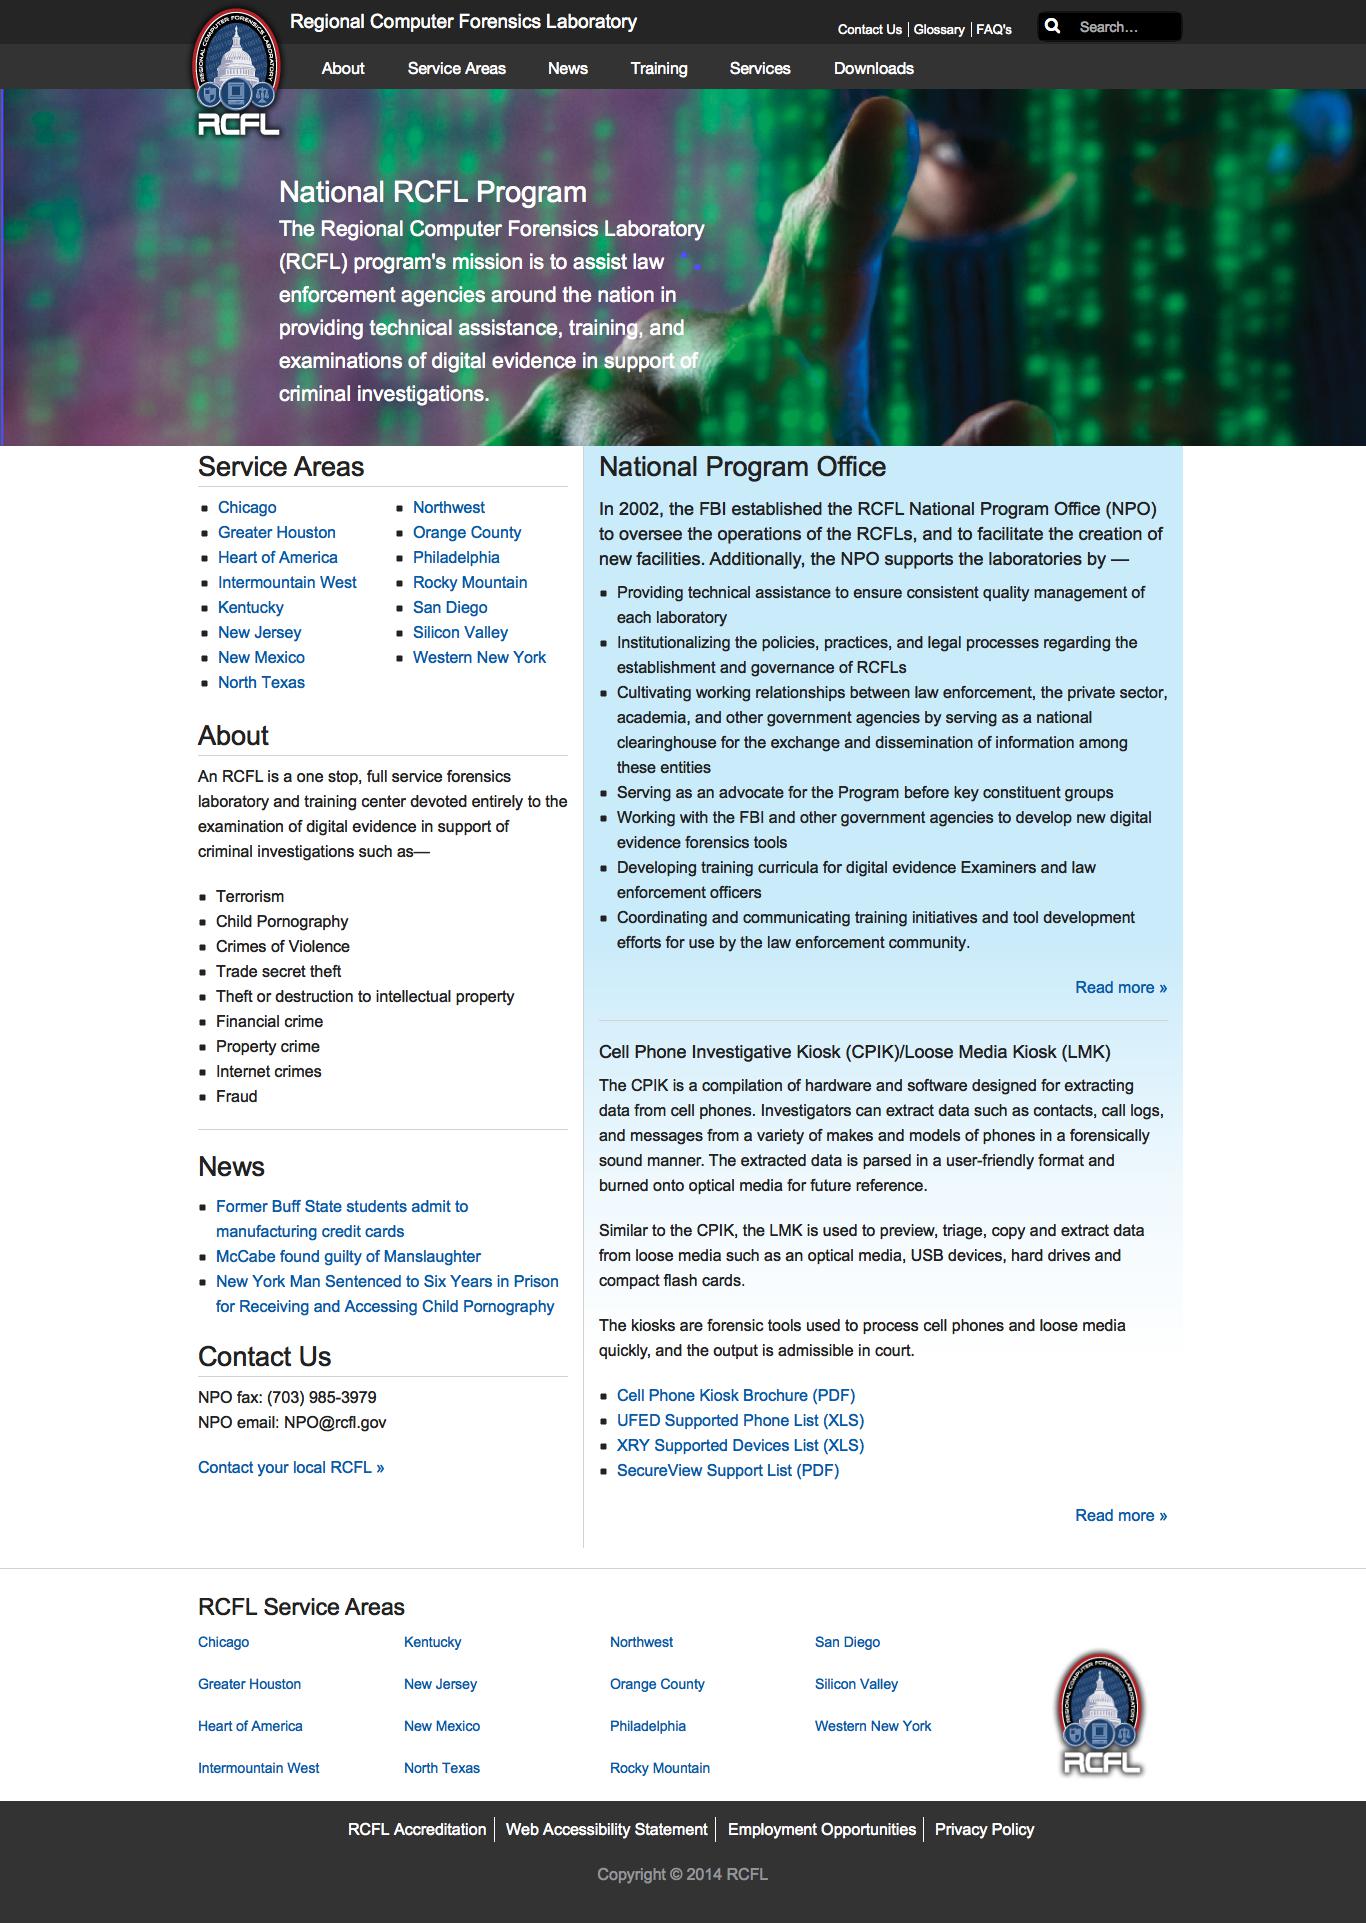 Regional Computer Forensics Laboratory
Contact Us | Glossary | FAQ's
Search...
About Service Areas News Training Services Downloads
REGIONAL COMPUTER FORENSICS LABORATORY
RCFL
National RCFL Program
The Regional Computer Forensics Laboratory
(RCFL) program's mission is to assist law
enforcement agencies around the nation in
providing technical assistance, training, and
examinations of digital evidence in support of
criminal investigations.
Service Areas
Chicago
Greater Houston
Heart of America
Intermountain West
Kentucky
New Jersey
New Mexico
North Texas
Northwest
Orange County
Philadelphia
Rocky Mountain
San Diego
Silicon Valley
Western New York
About
An RCFL is a one stop, full service forensics
laboratory and training center devoted entirely to the
examination of digital evidence in support of
criminal investigations such as—
Terrorism
Child Pornography
Crimes of Violence
Trade secret theft
Theft or destruction to intellectual property
Financial crime
Property crime
Internet crimes
Fraud
News
Former Buff State students admit to
manufacturing credit cards
McCabe found guilty of Manslaughter
New York Man Sentenced to Six Years in Prison
for Receiving and Accessing Child Pornography
Contact Us
NPO fax: (703) 985-3979
NPO email: NPO@rcfl.gov
Contact your local RCFL »
National Program Office
In 2002, the FBI established the RCFL National Program Office (NPO)
to oversee the operations of the RCFLs, and to facilitate the creation of
new facilities. Additionally, the NPO supports the laboratories by —
Providing technical assistance to ensure consistent quality management of
each laboratory
Institutionalizing the policies, practices, and legal processes regarding the
establishment and governance of RCFLs
Cultivating working relationships between law enforcement, the private sector,
academia, and other government agencies by serving as a national
clearinghouse for the exchange and dissemination of information among
these entities
Serving as an advocate for the Program before key constituent groups
Working with the FBI and other government agencies to develop new digital
evidence forensics tools
Developing training curricula for digital evidence Examiners and law
enforcement officers
Coordinating and communicating training initiatives and tool development
efforts for use by the law enforcement community.
Read more »
Cell Phone Investigative Kiosk (CPIK)/Loose Media Kiosk (LMK)
The CPIK is a compilation of hardware and software designed for extracting
data from cell phones. Investigators can extract data such as contacts, call logs,
and messages from a variety of makes and models of phones in a forensically
sound manner. The extracted data is parsed in a user-friendly format and
burned onto optical media for future reference.
Similar to the CPIK, the LMK is used to preview, triage, copy and extract data
from loose media such as an optical media, USB devices, hard drives and
compact flash cards.
The kiosks are forensic tools used to process cell phones and loose media
quickly, and the output is admissible in court.
Cell Phone Kiosk Brochure (PDF)
UFED Supported Phone List (XLS)
XRY Supported Devices List (XLS)
SecureView Support List (PDF)
Read more »
RCFL Service Areas
Chicago Kentucky Northwest San Diego
Greater Houston New Jersey Orange County Silicon Valley
Heart of America New Mexico Philadelphia Western New York
Intermountain West North Texas Rocky Mountain
REGIONAL COMPUTER FORENSICS LABORATORY
RCFL
RCFL Accreditation | Web Accessibility Statement | Employment Opportunities | Privacy Policy
Copyright © 2014 RCFL